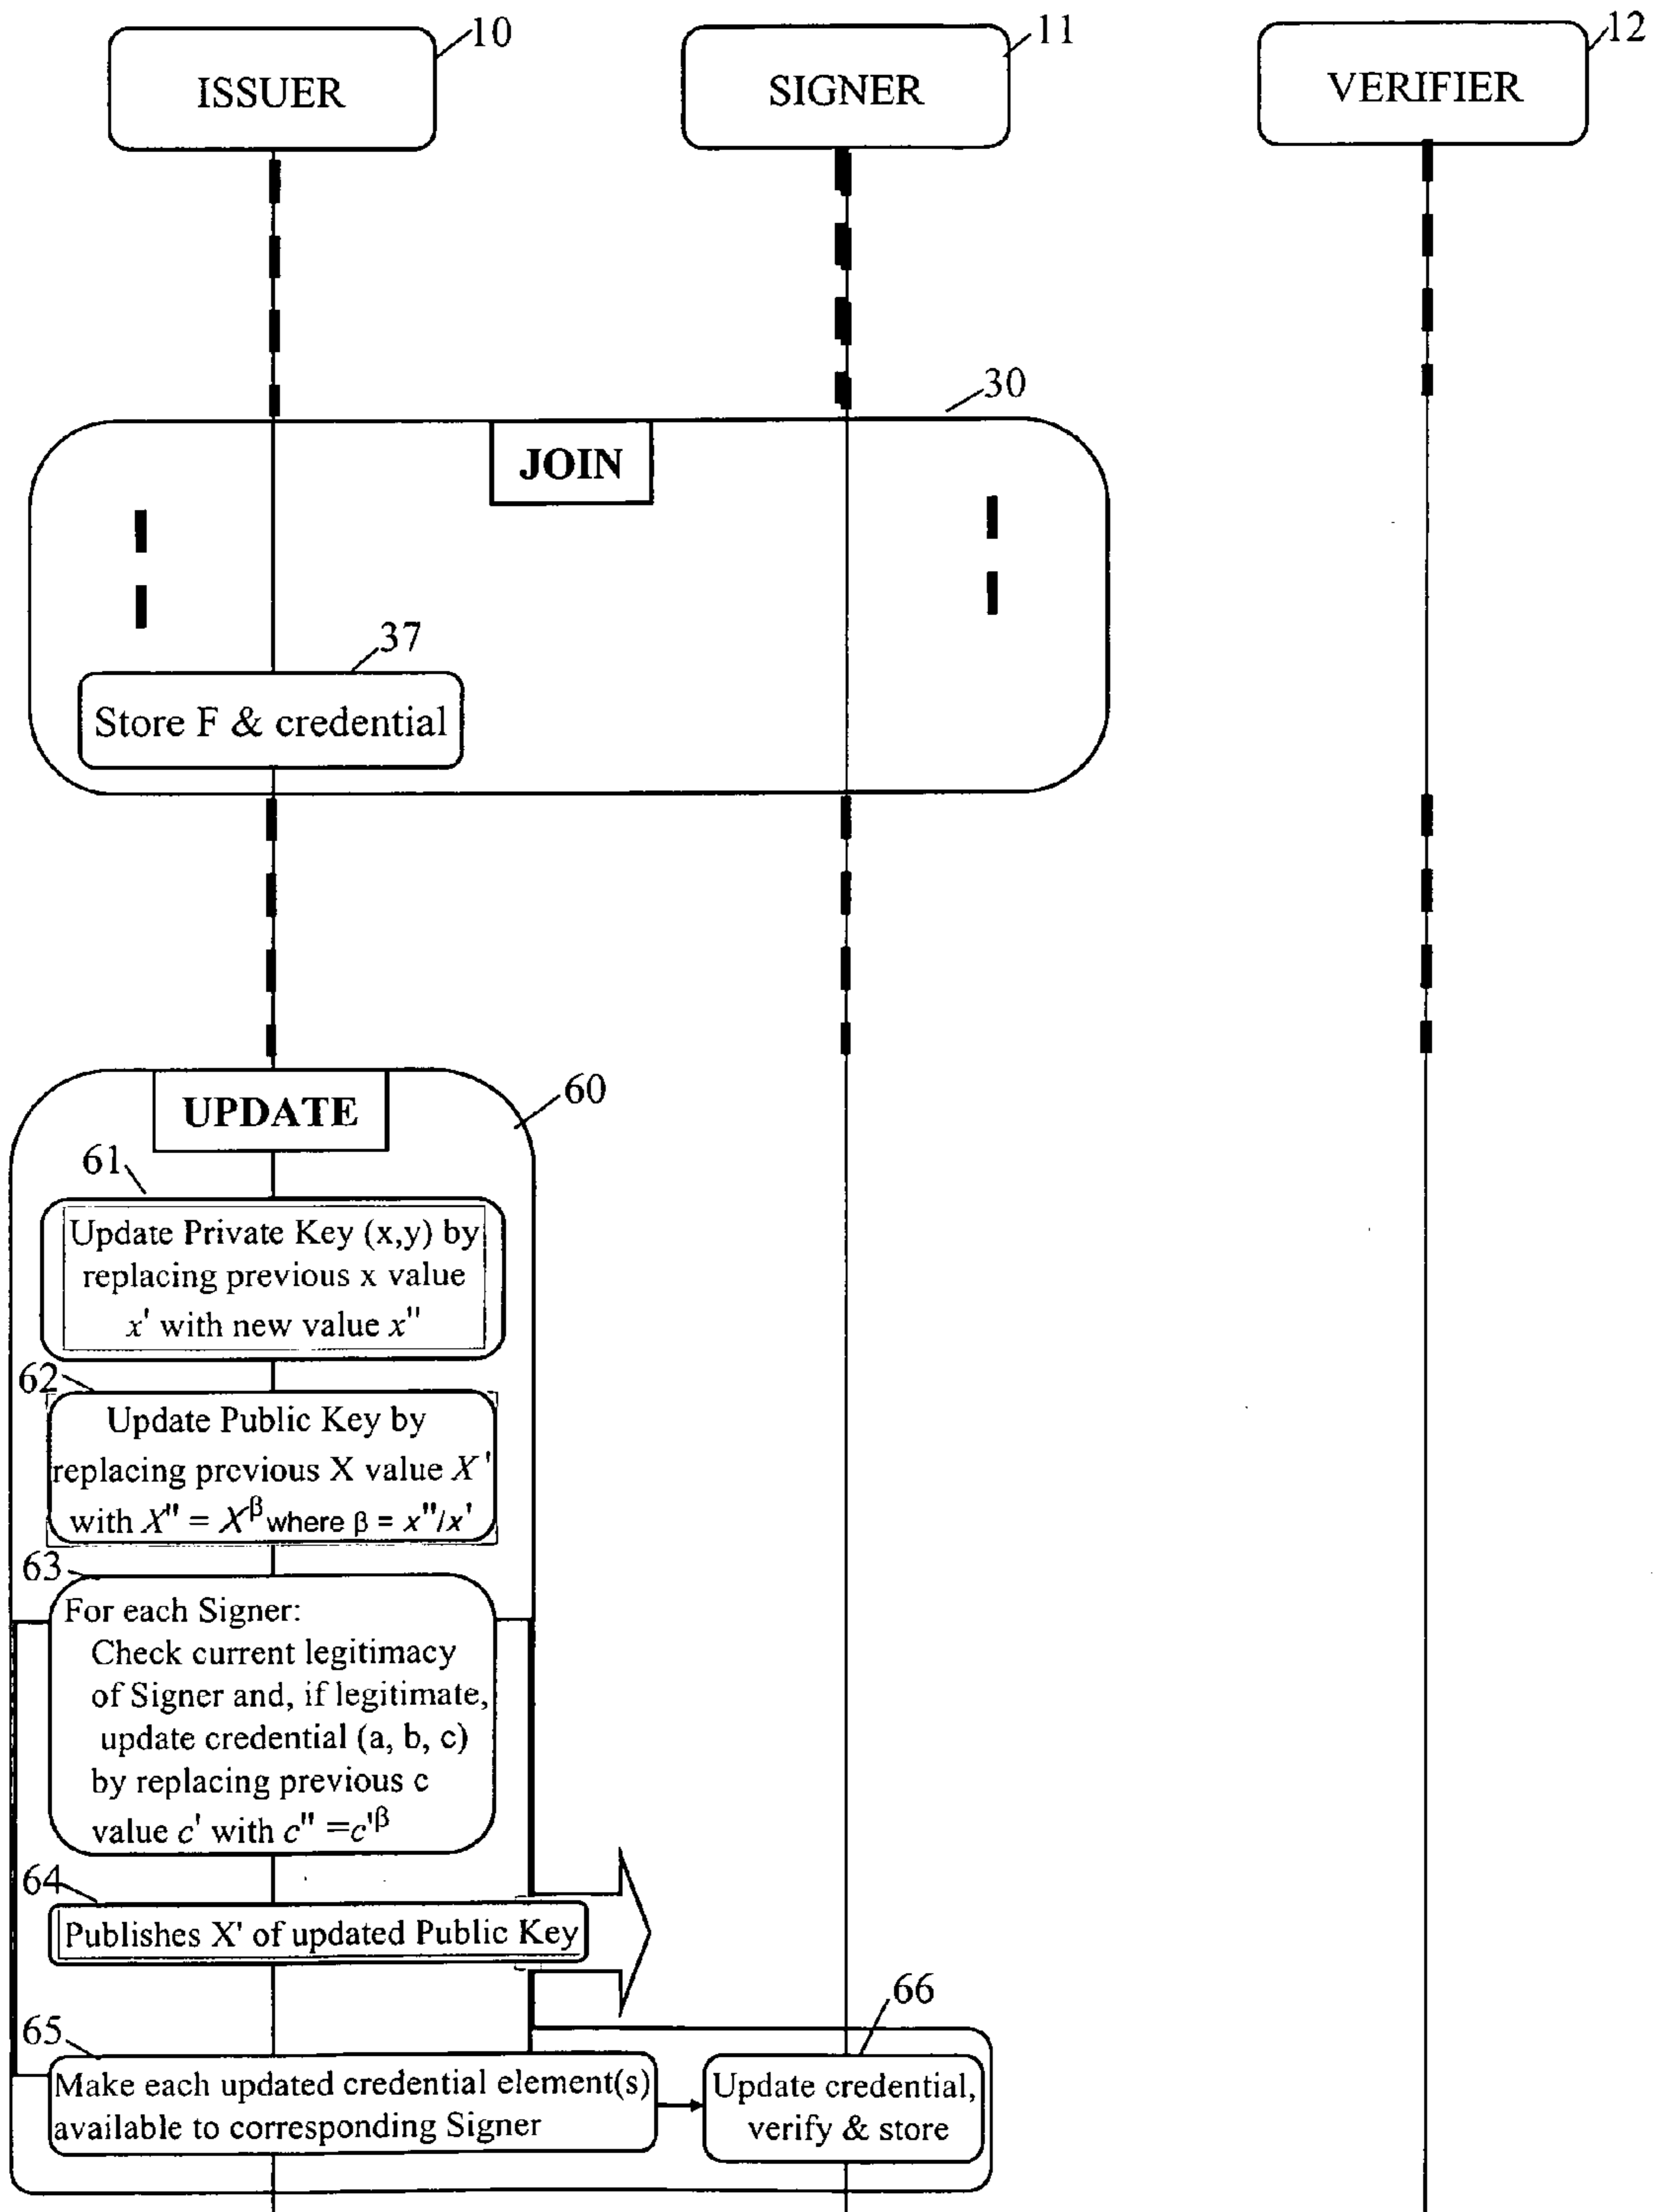 10
11
12
ISSUER
SIGNER
VERIFIER
30
JOIN
37
Store F & credential
60
UPDATE
61
Update Private Key (x,y) by
replacing previous x value
x' with new value x"
62
Update Public Key by
replacing previous X value X'
with X" = X^β where β = x"/x'
63
For each Signer:
Check current legitimacy
of Signer and, if legitimate,
update credential (a, b, c)
by replacing previous c
value c' with c" =c'^β
64
Publishes X' of updated Public Key
65
66
Make each updated credential element(s)
available to corresponding Signer
Update credential,
verify & store